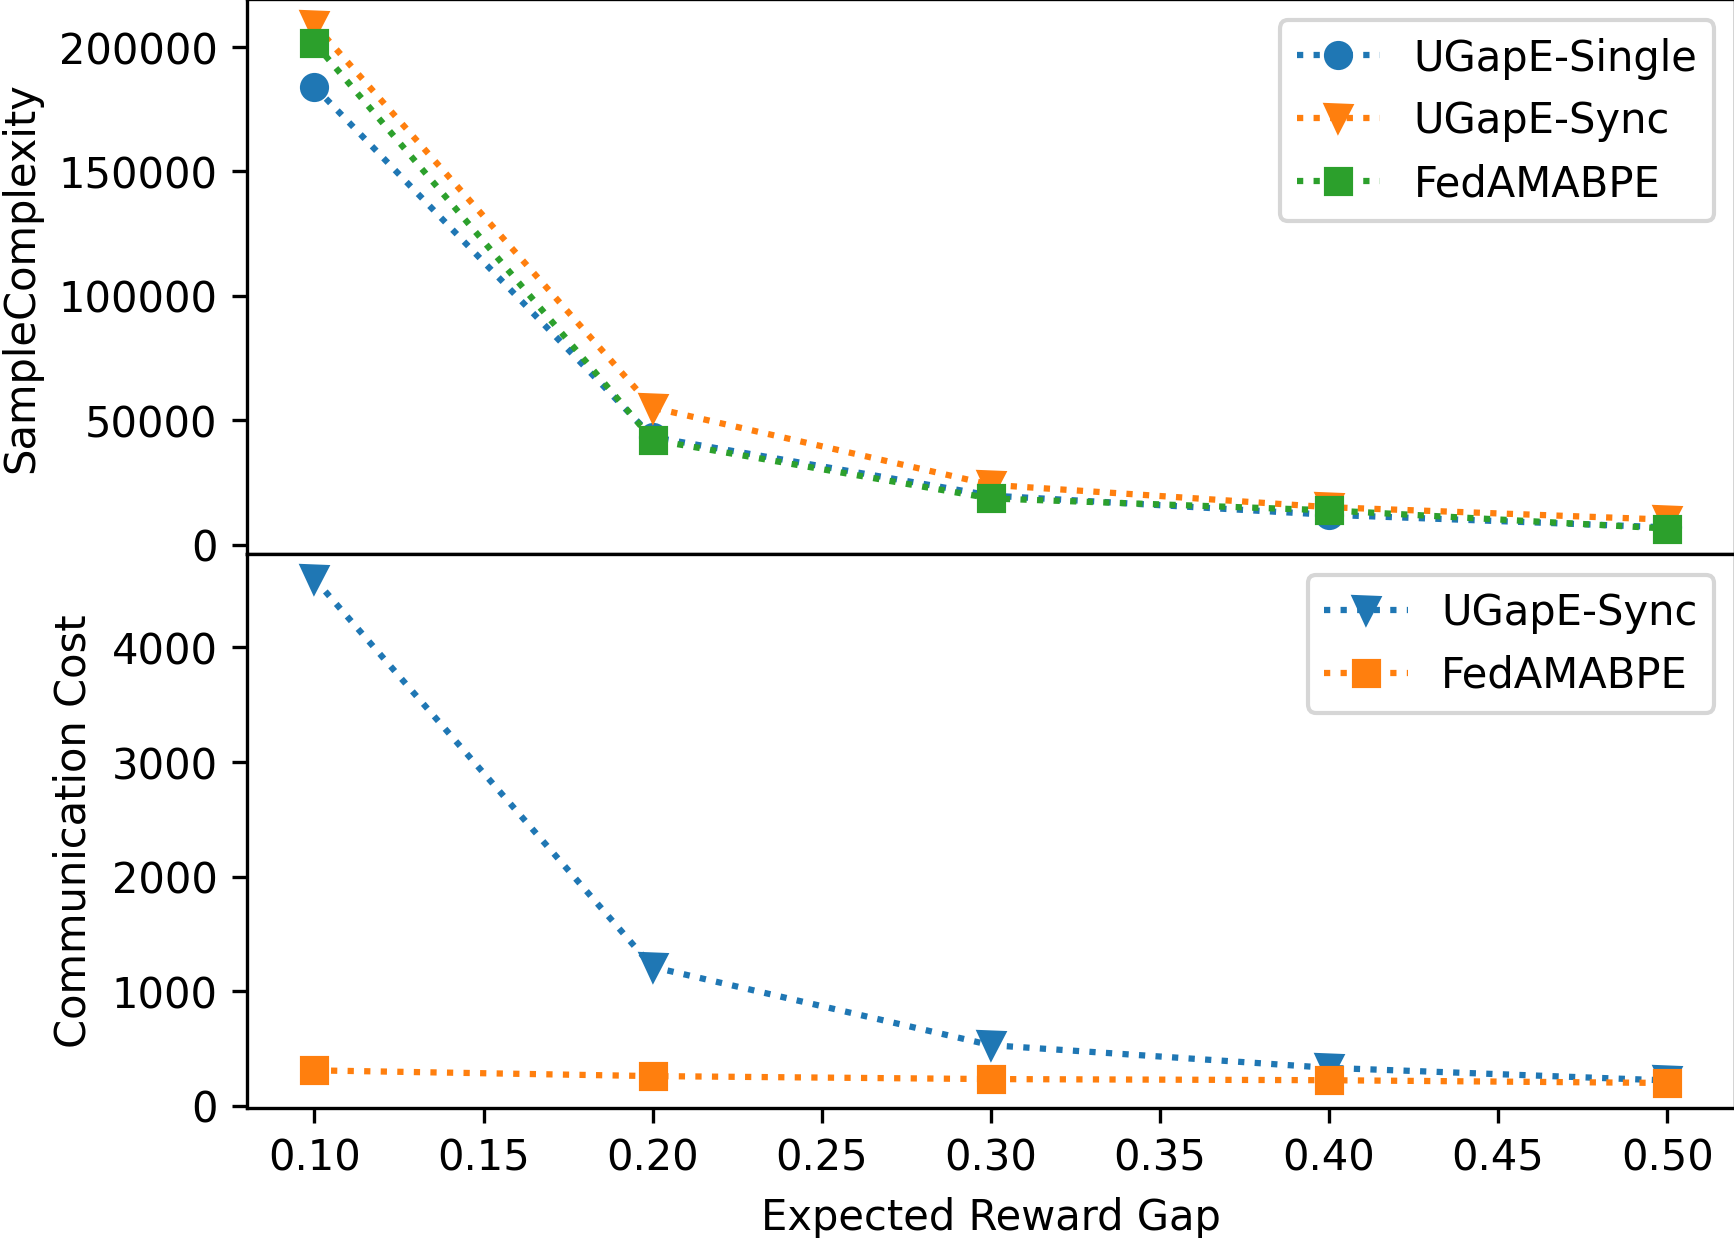 SampleComplexity
200000
150000
100000
50000
0
UGapE-Single
UGapE-Sync
FedAMABPE
Communication Cost
4000
3000
2000
1000
0
UGapE-Sync
FedAMABPE
0.10 0.15 0.20 0.25 0.30 0.35 0.40 0.45 0.50
Expected Reward Gap